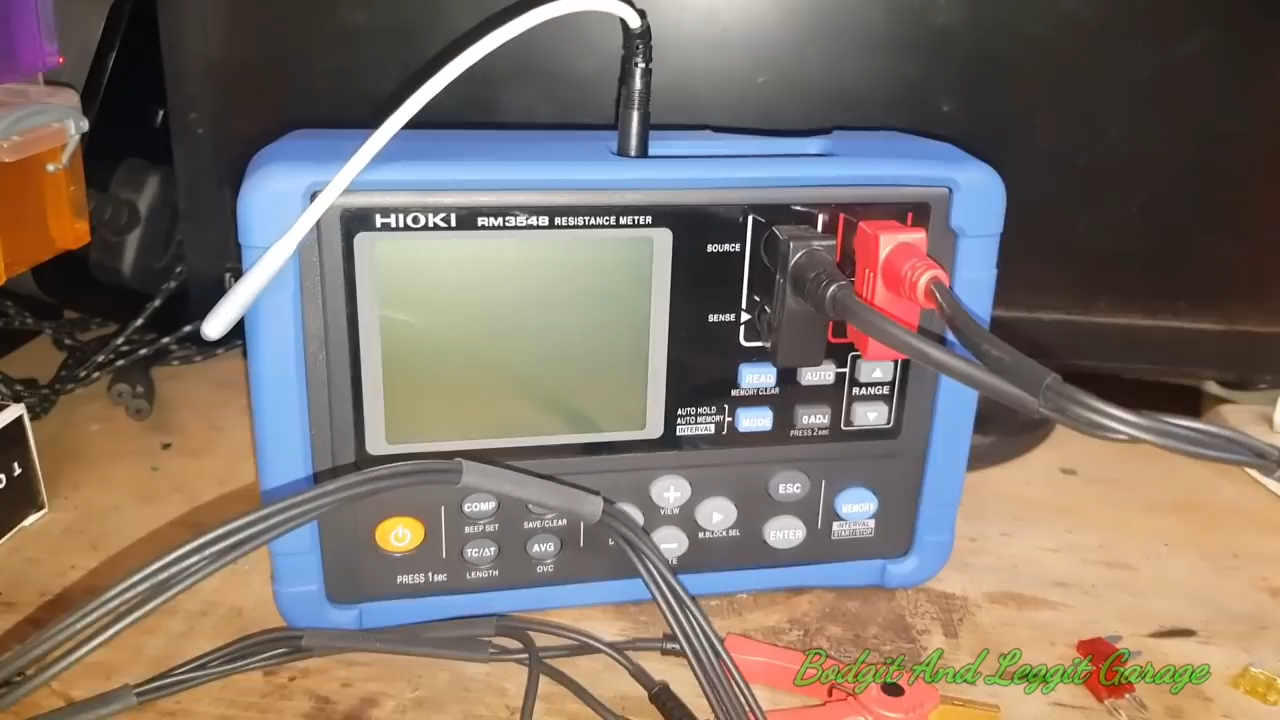 HIOKI RM3548 RESISTANCE METER
SOURCE
SENSE
READ
MEMORY CLEAR
AUTO
RANGE
AUTO HOLD
AUTO MEMORY
INTERVAL
MODE
0ADJ
PRESS 2sec
COMP
BEEP SET
SAVE/CLEAR
VIEW
ESC
MEMORY
INTERVAL
START/STOP
M.BLOCK SEL
ENTER
PRESS 1sec
TC/ΔT
LENGTH
AVG
OVC
Bodgit And Leggit Garage